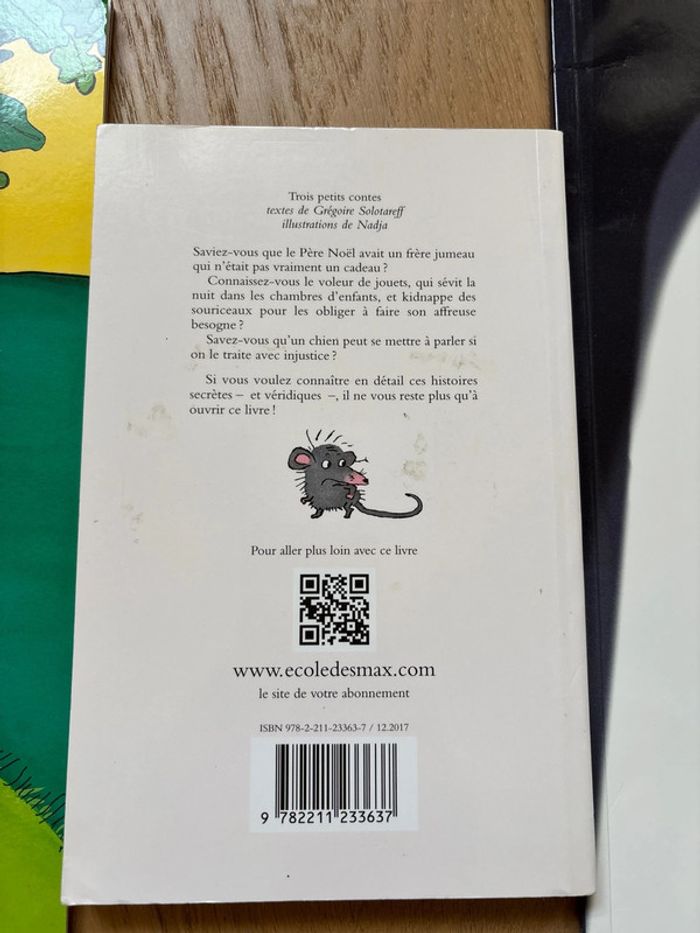 Trois petits contes
textes de Grégoire Solotareff
illustrations de Nadja
Saviez-vous que le Père Noël avait un frère jumeau
qui n'était pas vraiment un cadeau ?
Connaissez-vous le voleur de jouets, qui sévit la
nuit dans les chambres d'enfants, et kidnappe des
souriceaux pour les obliger à faire son affreuse
besogne ?
Savez-vous qu'un chien peut se mettre à parler si
on le traite avec injustice ?
Si vous voulez connaître en détail ces histoires
secrètes – et véridiques –, il ne vous reste plus qu'à
ouvrir ce livre !
Pour aller plus loin avec ce livre
www.ecoledesmax.com
le site de votre abonnement
ISBN 978-2-211-23363-7 / 12.2017
9 782211 233637